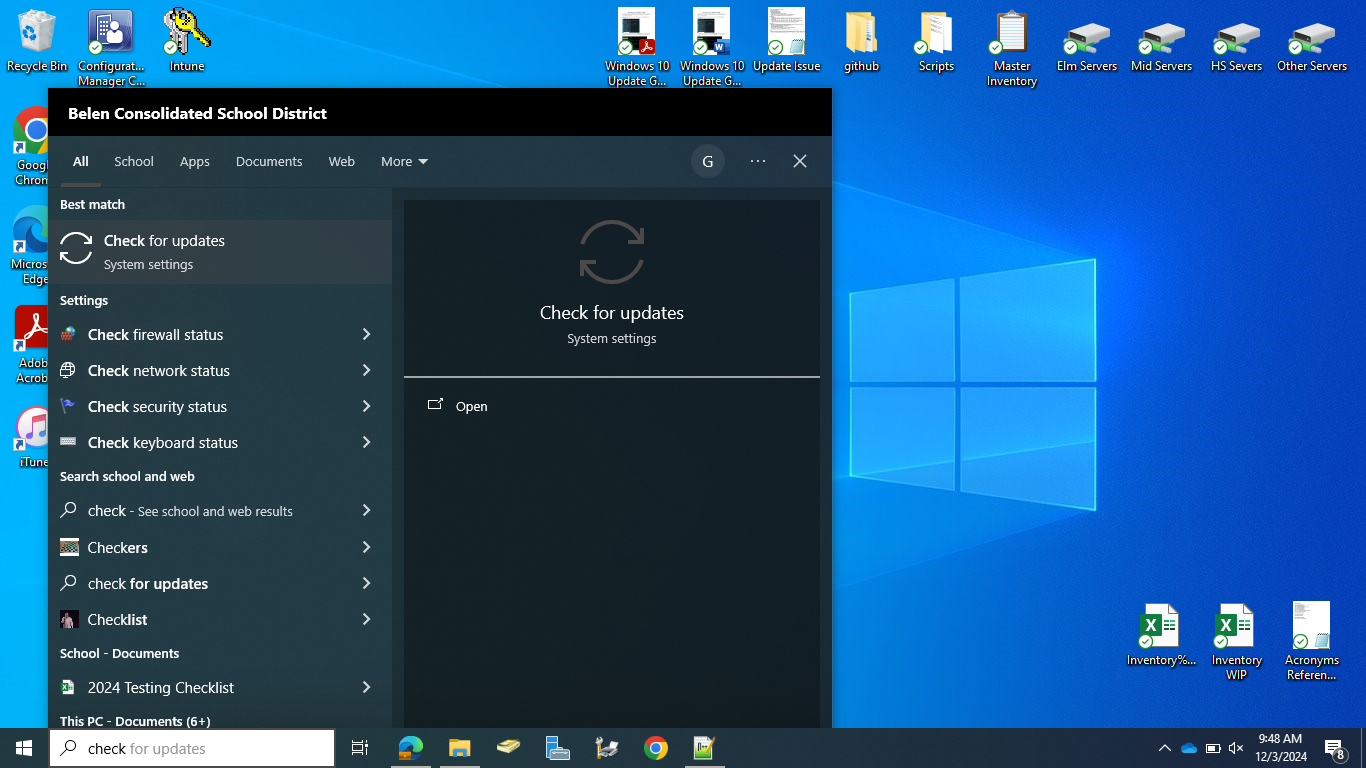 Recycle Bin
Configurat...
Manager C...
Intune
Windows 10
Update G...
Windows 10
Update G...
Update Issue
github
Scripts
Master
Inventory
Elm Servers
Mid Servers
HS Severs
Other Servers
Belen Consolidated School District
All
School
Apps
Documents
Web
More
G
Googl
Chrom
Micros
Edge
Adob
Acroba
iTune
Best match
Check for updates
System settings
Settings
Check firewall status
Check network status
Check security status
Check keyboard status
Search school and web
check - See school and web results
Checkers
check for updates
Checklist
School - Documents
2024 Testing Checklist
This PC - Documents (6+)
Check for updates
System settings
Open
Inventory%...
Inventory
WIP
Acronyms
Referen...
check for updates
9:48 AM
12/3/2024
8